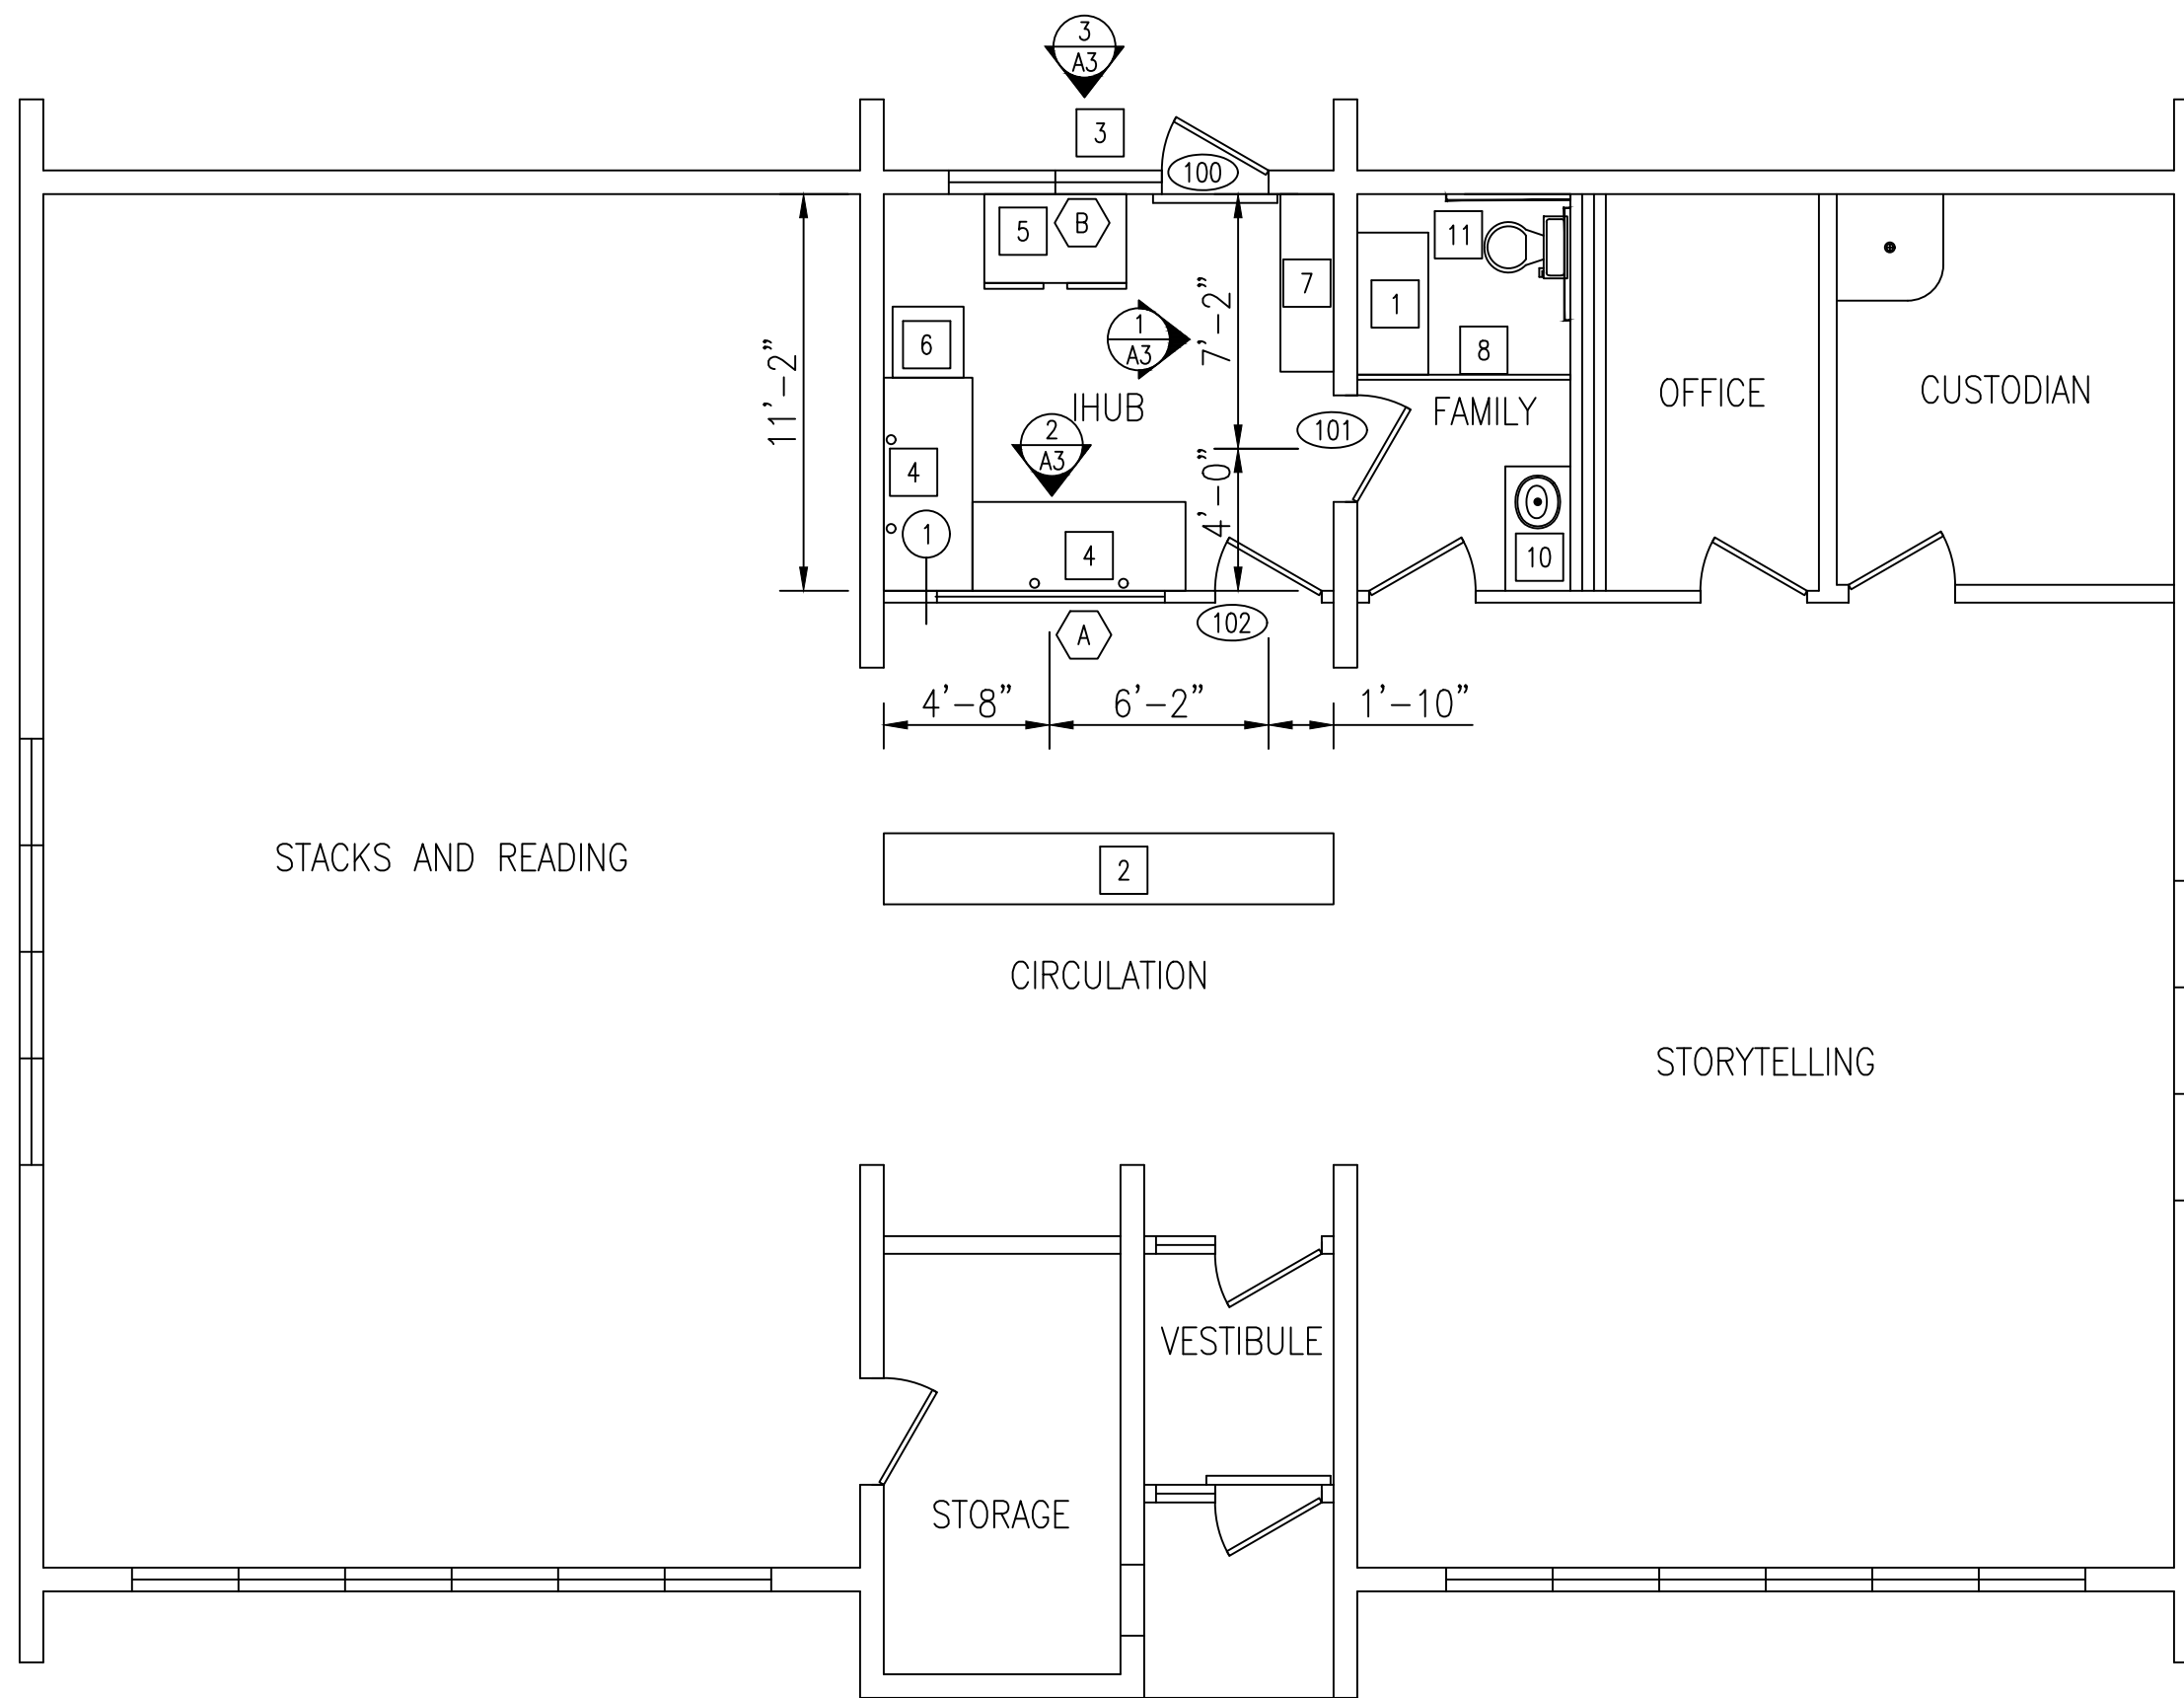 3
A3
3
100
5
B
11
7
1
6
8
1
A3
7'-2"
11'-2"
IHUB
FAMILY
OFFICE
CUSTODIAN
101
2
A3
4
4'-0"
1
4
10
A
102
4'-8"
6'-2"
1'-10"
STACKS AND READING
2
CIRCULATION
STORYTELLING
VESTIBULE
STORAGE